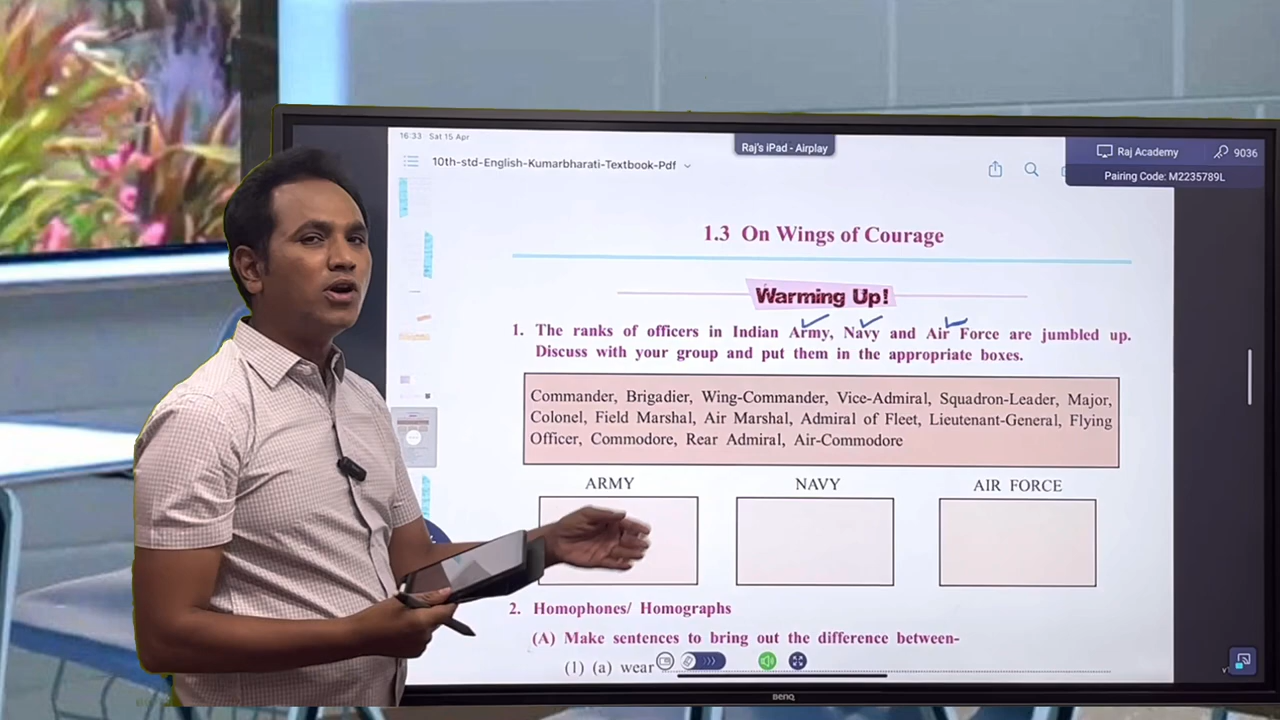 16:33 Sat 15 Apr
Raj's iPad - Airplay
Raj Academy 9036
Pairing Code: M2235789L
10th-std-English-Kumarbharati-Textbook-Pdf
1.3 On Wings of Courage
Warming Up!
1. The ranks of officers in Indian Army, Navy and Air Force are jumbled up.
Discuss with your group and put them in the appropriate boxes.
Commander, Brigadier, Wing-Commander, Vice-Admiral, Squadron-Leader, Major,
Colonel, Field Marshal, Air Marshal, Admiral of Fleet, Lieutenant-General, Flying
Officer, Commodore, Rear Admiral, Air-Commodore
ARMY NAVY AIR FORCE
2. Homophones/ Homographs
(A) Make sentences to bring out the difference between-
(1) (a) wear
BenQ